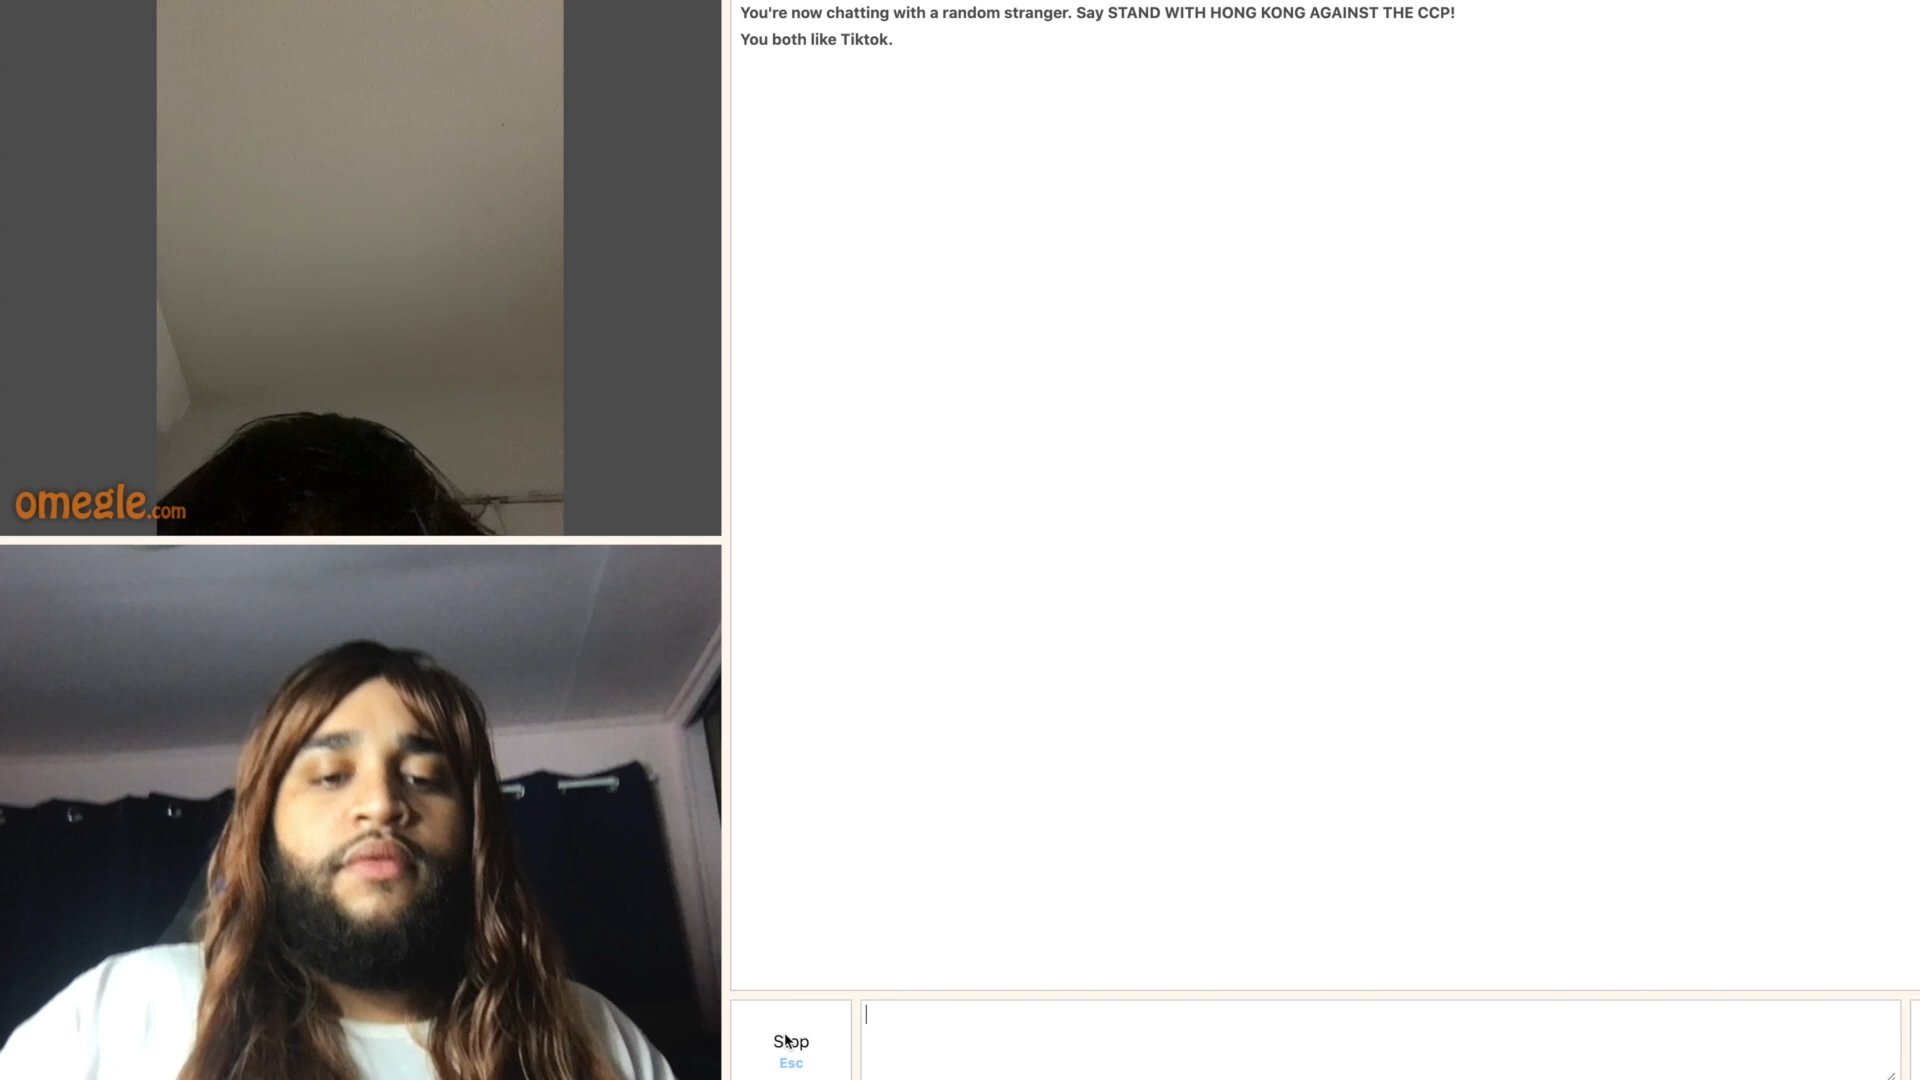 You're now chatting with a random stranger. Say STAND WITH HONG KONG AGAINST THE CCP!
You both like Tiktok.
omegle.com
Stop
Esc